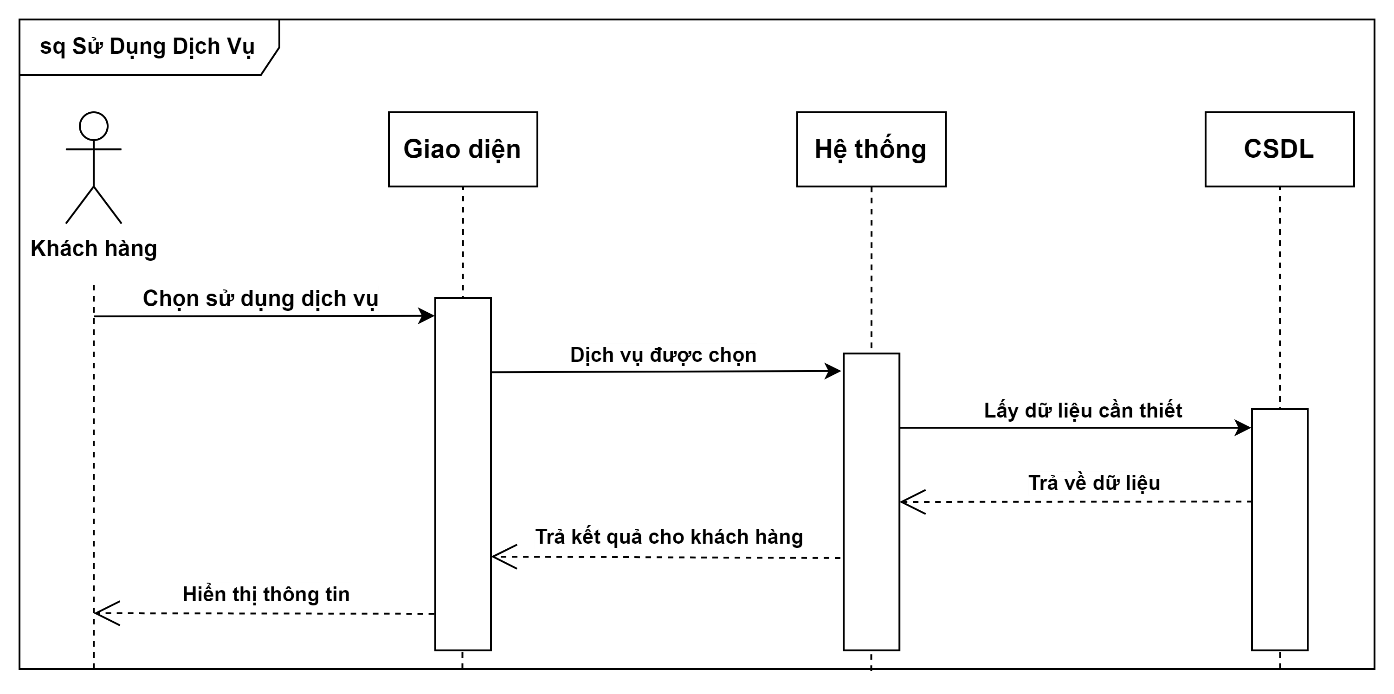 sq Sử Dụng Dịch Vụ
Giao diện
Hệ thống
CSDL
Khách hàng
Chọn sử dụng dịch vụ
Dịch vụ được chọn
Lấy dữ liệu cần thiết
Trả về dữ liệu
Trả kết quả cho khách hàng
Hiển thị thông tin